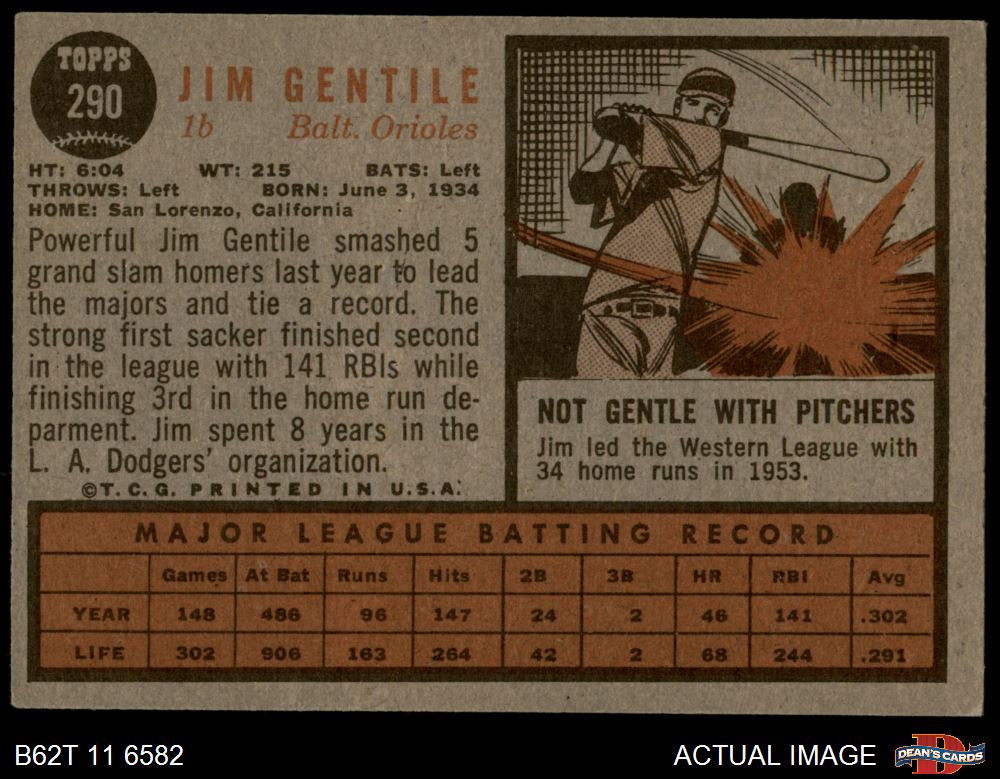 TOPPS
290
JIM GENTILE
1b Balt. Orioles
HT: 6:04 WT: 215 BATS: Left
THROWS: Left BORN: June 3, 1934
HOME: San Lorenzo, California
Powerful Jim Gentile smashed 5
grand slam homers last year to lead
the majors and tie a record. The
strong first sacker finished second
in the league with 141 RBIs while
finishing 3rd in the home run de-
parment. Jim spent 8 years in the
L. A. Dodgers' organization.
©T.C.G. PRINTED IN U.S.A.
NOT GENTLE WITH PITCHERS
Jim led the Western League with
34 home runs in 1953.
MAJOR LEAGUE BATTING RECORD
Games At Bat Runs Hits 2B 3B HR RBI Avg
YEAR 148 486 96 147 24 2 46 141 .302
LIFE 302 906 163 264 42 2 68 244 .291
B62T 11 6582 ACTUAL IMAGE DEAN'S CARDS